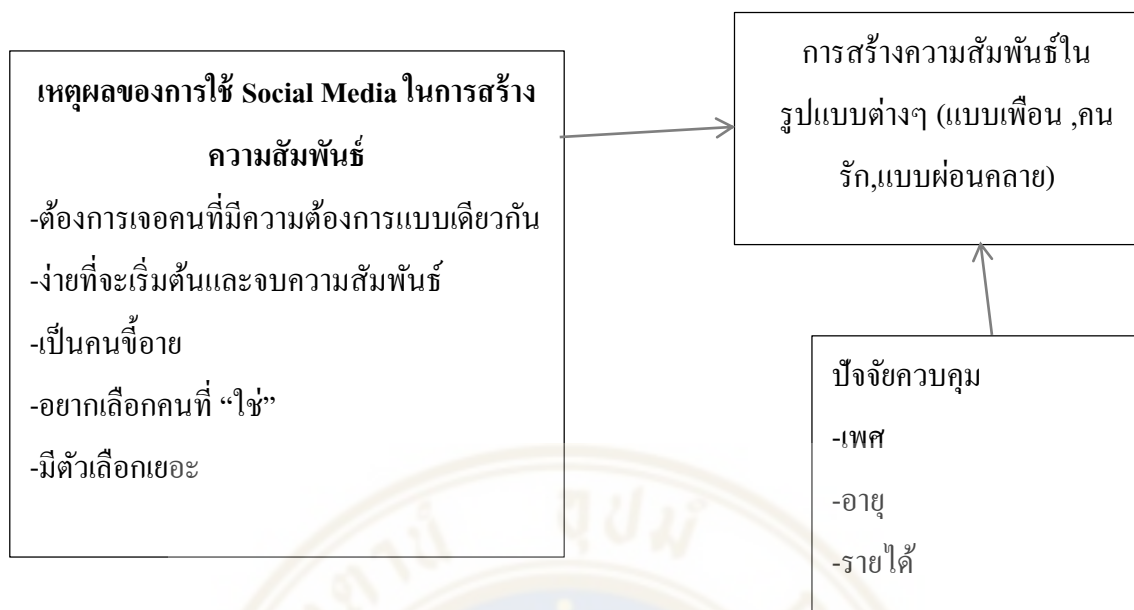 เหตุผลของการใช้ Social Media ในการสร้าง
ความสัมพันธ์
-ต้องการเจอคนที่มีความต้องการแบบเดียวกัน
-ง่ายที่จะเริ่มต้นและจบความสัมพันธ์
-เป็นคนขี้อาย
-อยากเลือกคนที่ “ใช่”
-มีตัวเลือกเยอะ
การสร้างความสัมพันธ์ใน
รูปแบบต่างๆ (แบบเพื่อน ,คน
รัก,แบบผ่อนคลาย)
ปัจจัยควบคุม
-เพศ
-อายุ
-รายได้